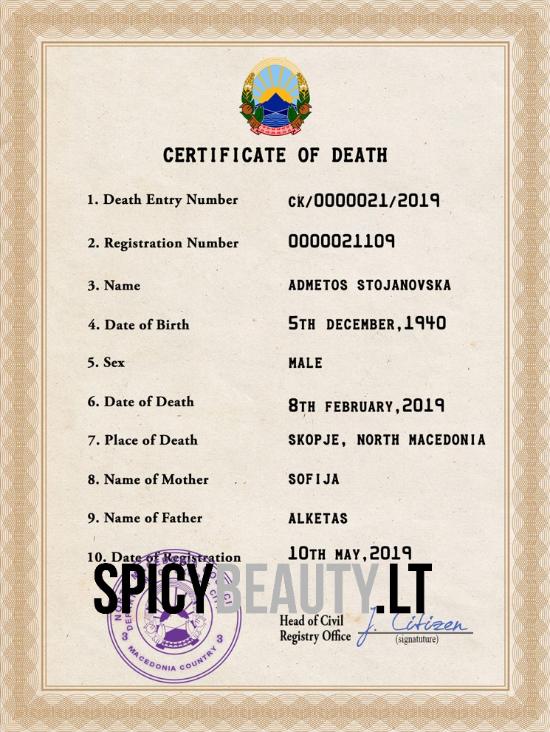 CERTIFICATE OF DEATH
1. Death Entry Number CK/0000021/2019
2. Registration Number 0000021109
3. Name ADMETOS STOJANOVSKA
4. Date of Birth 5TH DECEMBER,1940
5. Sex MALE
6. Date of Death 8TH FEBRUARY,2019
7. Place of Death SKOPJE, NORTH MACEDONIA
8. Name of Mother SOFIJA
9. Name of Father ALKETAS
10. Date of Registration 10TH MAY,2019
SPICYBEAUTY.LT
3 MACEDONIA COUNTRY 3
Head of Civil
Registry Office J. Citizen
(signatuture)